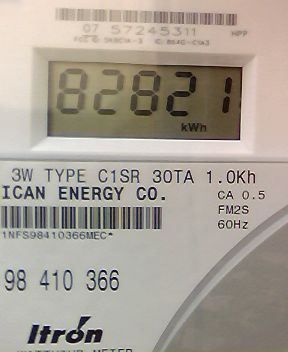 07 57245311 HPP
82821
kWh
3W TYPE C1SR 30TA 1.0Kh
ICAN ENERGY CO. CA 0.5
FM2S
60Hz
1NFS98410366MEC*
98 410 366
Itron